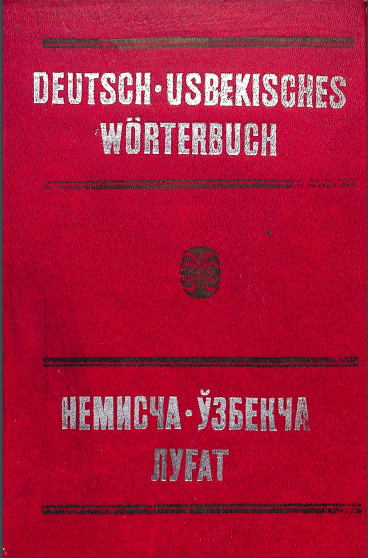 DEUTSCH·USBEKISCHES
WÖRTERBUCH
НЕМИСЧА·ЎЗБЕКЧА
ЛУҒАТ